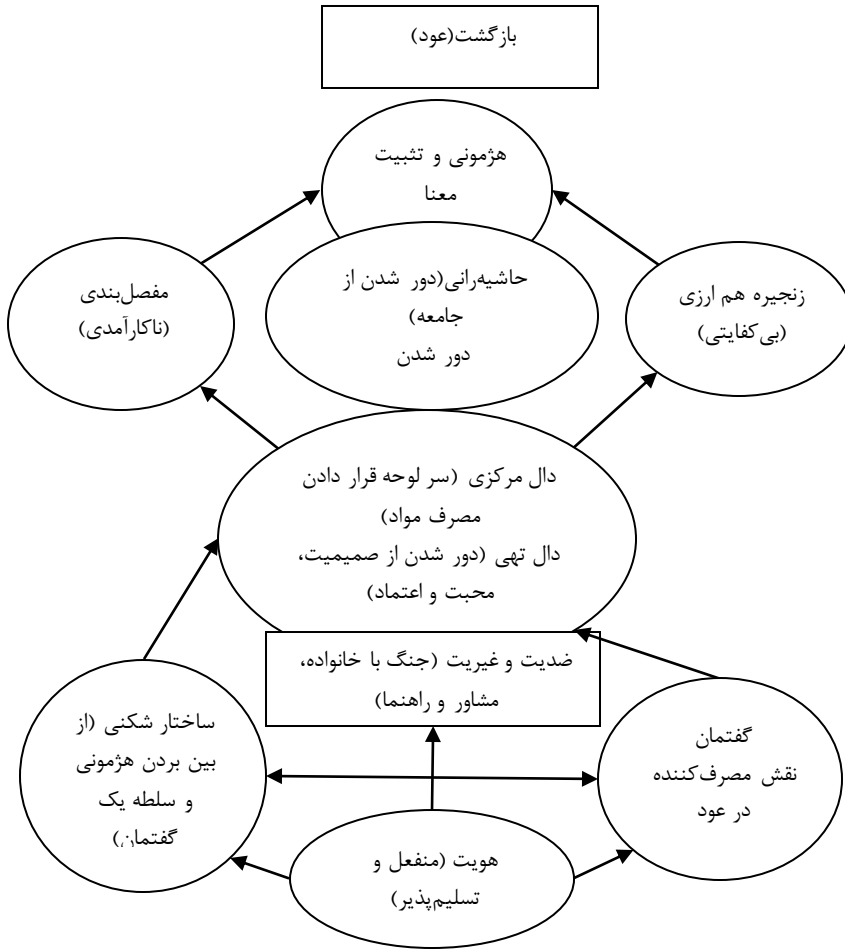 بازگشت(عود)
هژمونی و تثبیت
معنا
حاشیه‌رانی(دور شدن از
جامعه)
دور شدن
زنجیره هم ارزی
(بی‌کفایتی)
مفصل‌بندی
(ناکارآمدی)
دال مرکزی (سر لوحه قرار دادن
مصرف مواد)
دال تهی (دور شدن از صمیمیت،
محبت و اعتماد)
ضدیت و غیریت (جنگ با خانواده،
مشاور و راهنما)
گفتمان
نقش مصرف‌کننده
در عود
ساختار شکنی (از
بین بردن هژمونی
و سلطه یک
گفتمان)
هویت (منفعل و
تسلیم‌پذیر)